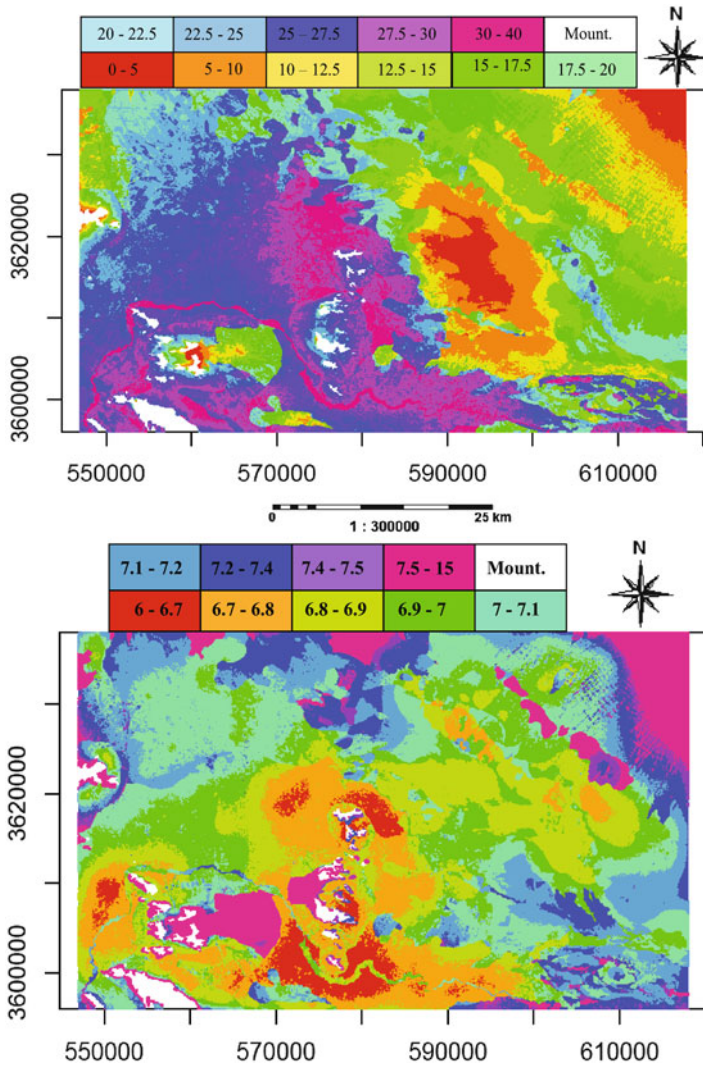 N
20 - 22.5 22.5 - 25 25 – 27.5 27.5 - 30 30 - 40 Mount.
0 - 5 5 - 10 10 – 12.5 12.5 - 15 15 - 17.5 17.5 - 20
3620000
3600000
550000 570000 590000 610000
0 25 km
1 : 300000
N
7.1 - 7.2 7.2 - 7.4 7.4 - 7.5 7.5 - 15 Mount.
6 - 6.7 6.7 - 6.8 6.8 - 6.9 6.9 - 7 7 - 7.1
3620000
3600000
550000 570000 590000 610000